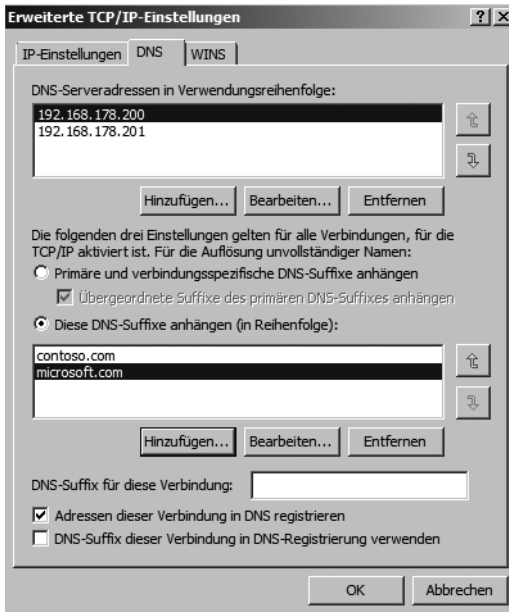 Erweiterte TCP/IP-Einstellungen
IP-Einstellungen DNS WINS
DNS-Serveradressen in Verwendungsreihenfolge:
192.168.178.200
192.168.178.201
Hinzufügen... Bearbeiten... Entfernen
Die folgenden drei Einstellungen gelten für alle Verbindungen, für die
TCP/IP aktiviert ist. Für die Auflösung unvollständiger Namen:
Primäre und verbindungsspezifische DNS-Suffixe anhängen
Übergeordnete Suffixe des primären DNS-Suffixes anhängen
Diese DNS-Suffixe anhängen (in Reihenfolge):
contoso.com
microsoft.com
Hinzufügen... Bearbeiten... Entfernen
DNS-Suffix für diese Verbindung:
Adressen dieser Verbindung in DNS registrieren
DNS-Suffix dieser Verbindung in DNS-Registrierung verwenden
OK Abbrechen